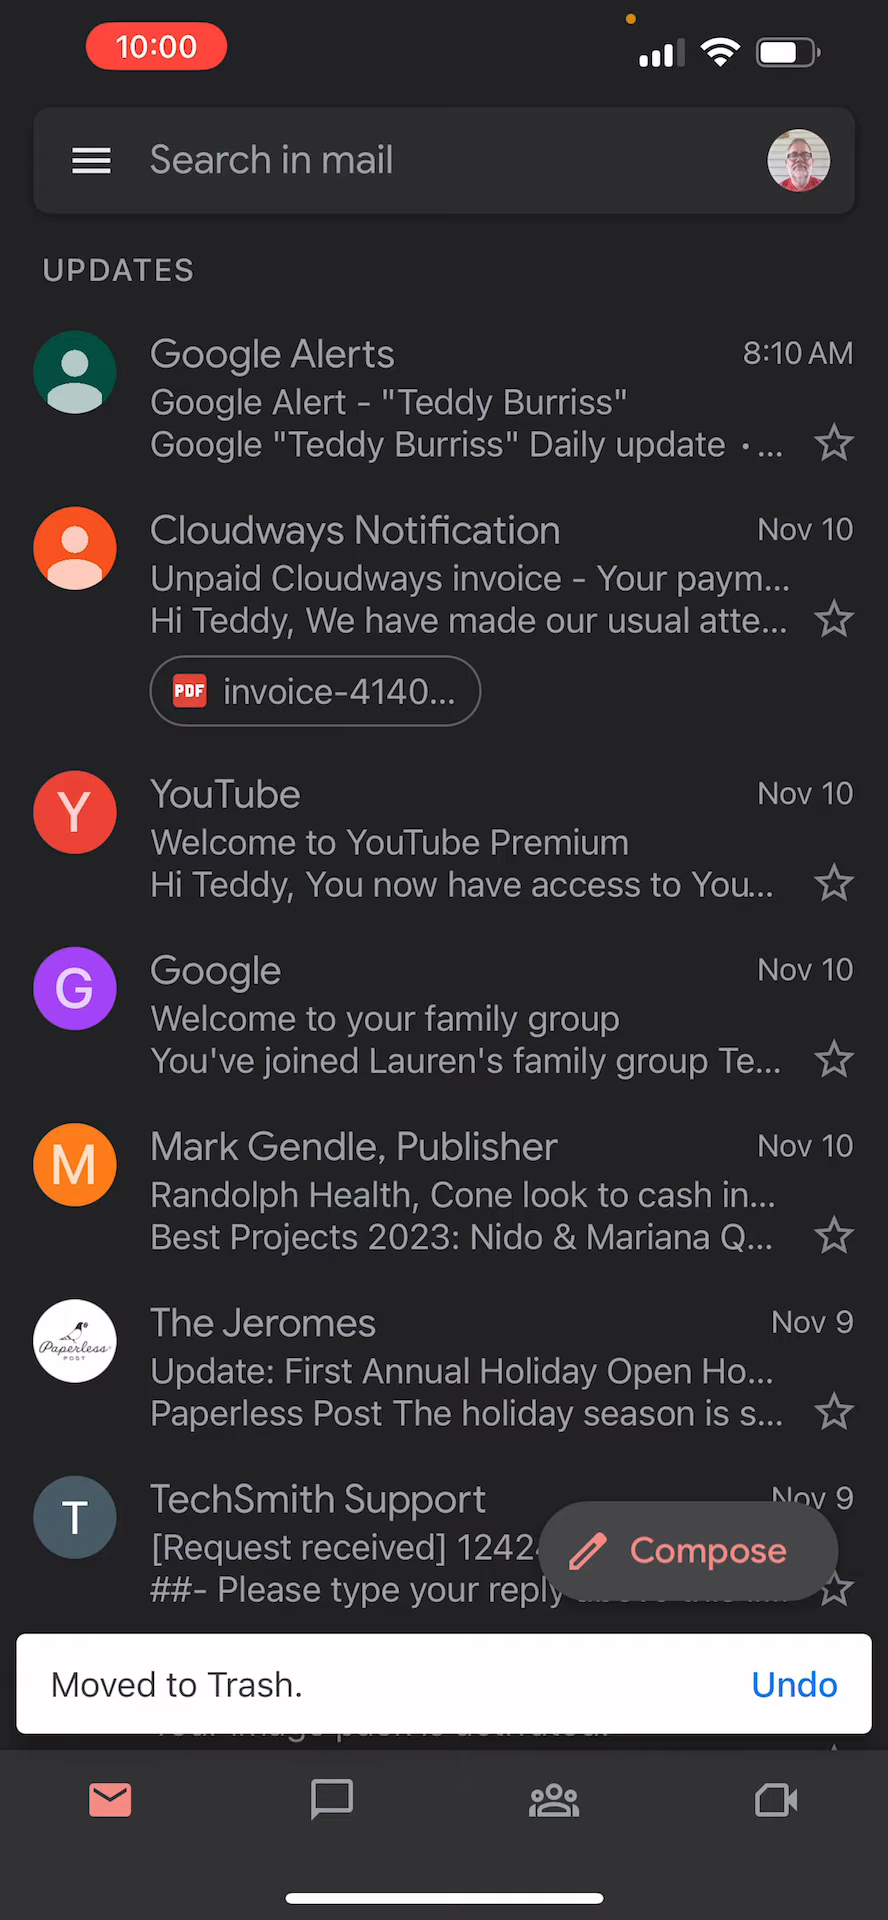 10:00
Search in mail
UPDATES
Google Alerts 8:10 AM
Google Alert - "Teddy Burriss"
Google "Teddy Burriss" Daily update · ...
Cloudways Notification Nov 10
Unpaid Cloudways invoice - Your paym...
Hi Teddy, We have made our usual atte...
PDF invoice-4140...
Y YouTube Nov 10
Welcome to YouTube Premium
Hi Teddy, You now have access to You...
G Google Nov 10
Welcome to your family group
You've joined Lauren's family group Te...
M Mark Gendle, Publisher Nov 10
Randolph Health, Cone look to cash in...
Best Projects 2023: Nido & Mariana Q...
Paperless POST
The Jeromes Nov 9
Update: First Annual Holiday Open Ho...
Paperless Post The holiday season is s...
T TechSmith Support Nov 9
[Request received] 1242
Compose
##- Please type your reply
Moved to Trash. Undo